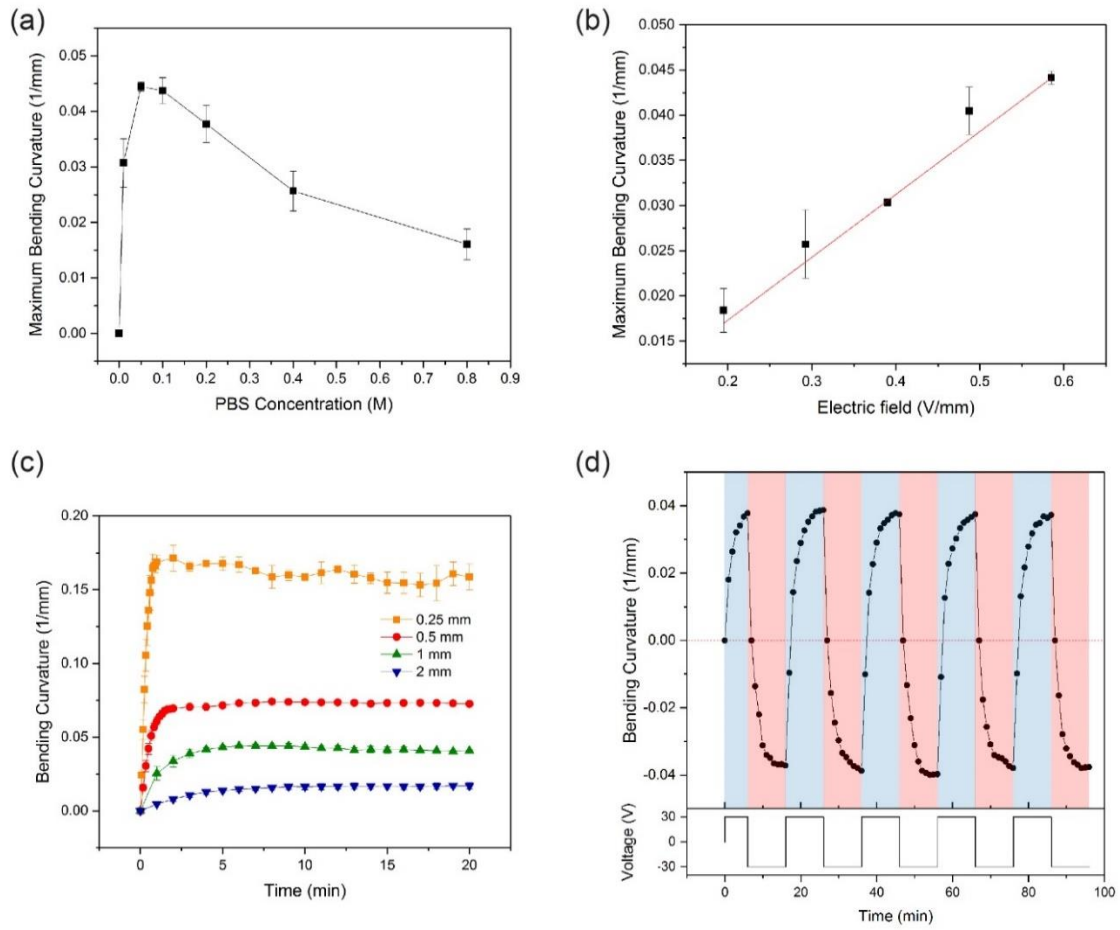 (a)
Maximum Bending Curvature (1/mm)
0.05
0.04
0.03
0.02
0.01
0.00
0.0 0.1 0.2 0.3 0.4 0.5 0.6 0.7 0.8 0.9
PBS Concentration (M)
(b)
Maximum Bending Curvature (1/mm)
0.050
0.045
0.040
0.035
0.030
0.025
0.020
0.015
0.2 0.3 0.4 0.5 0.6
Electric field (V/mm)
(c)
Bending Curvature (1/mm)
0.20
0.15
0.10
0.05
0.00
0.25 mm
0.5 mm
1 mm
2 mm
0 5 10 15 20
Time (min)
(d)
Bending Curvature (1/mm)
0.04
0.02
0.00
-0.02
-0.04
Voltage (V)
30
0
-30
0 20 40 60 80 100
Time (min)